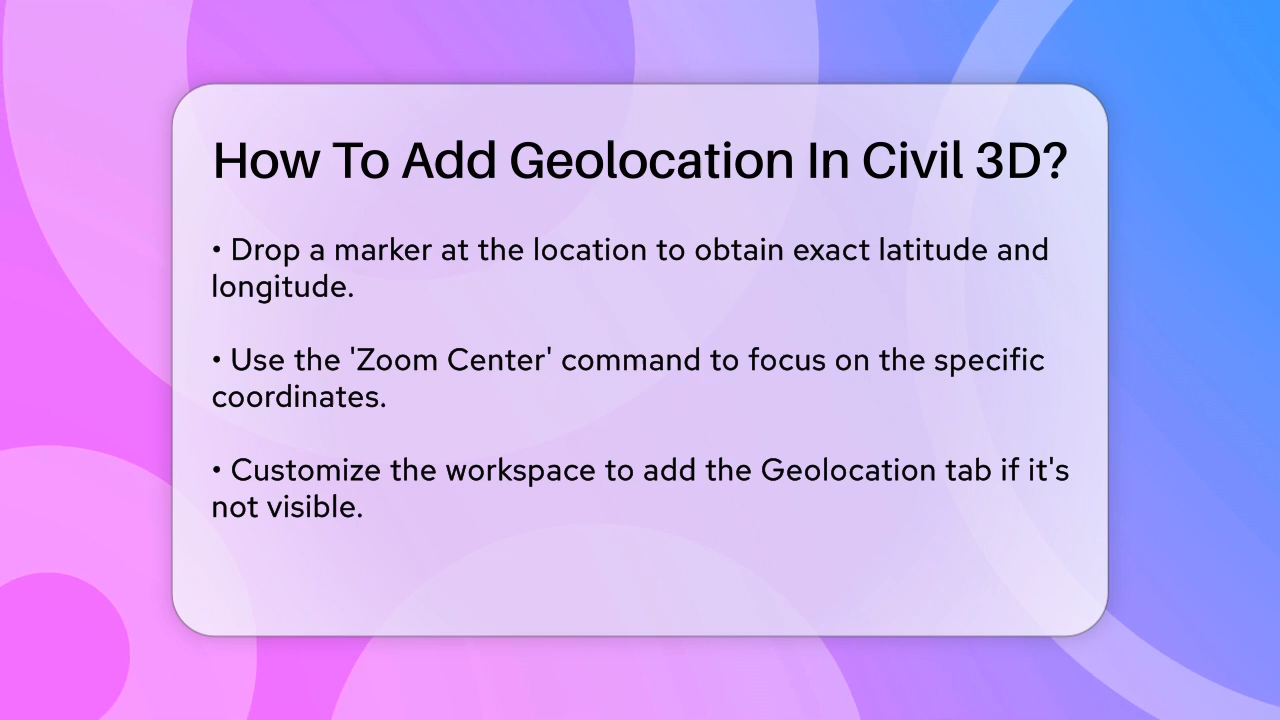 How To Add Geolocation In Civil 3D?
• Drop a marker at the location to obtain exact latitude and
longitude.
• Use the 'Zoom Center' command to focus on the specific
coordinates.
• Customize the workspace to add the Geolocation tab if it's
not visible.